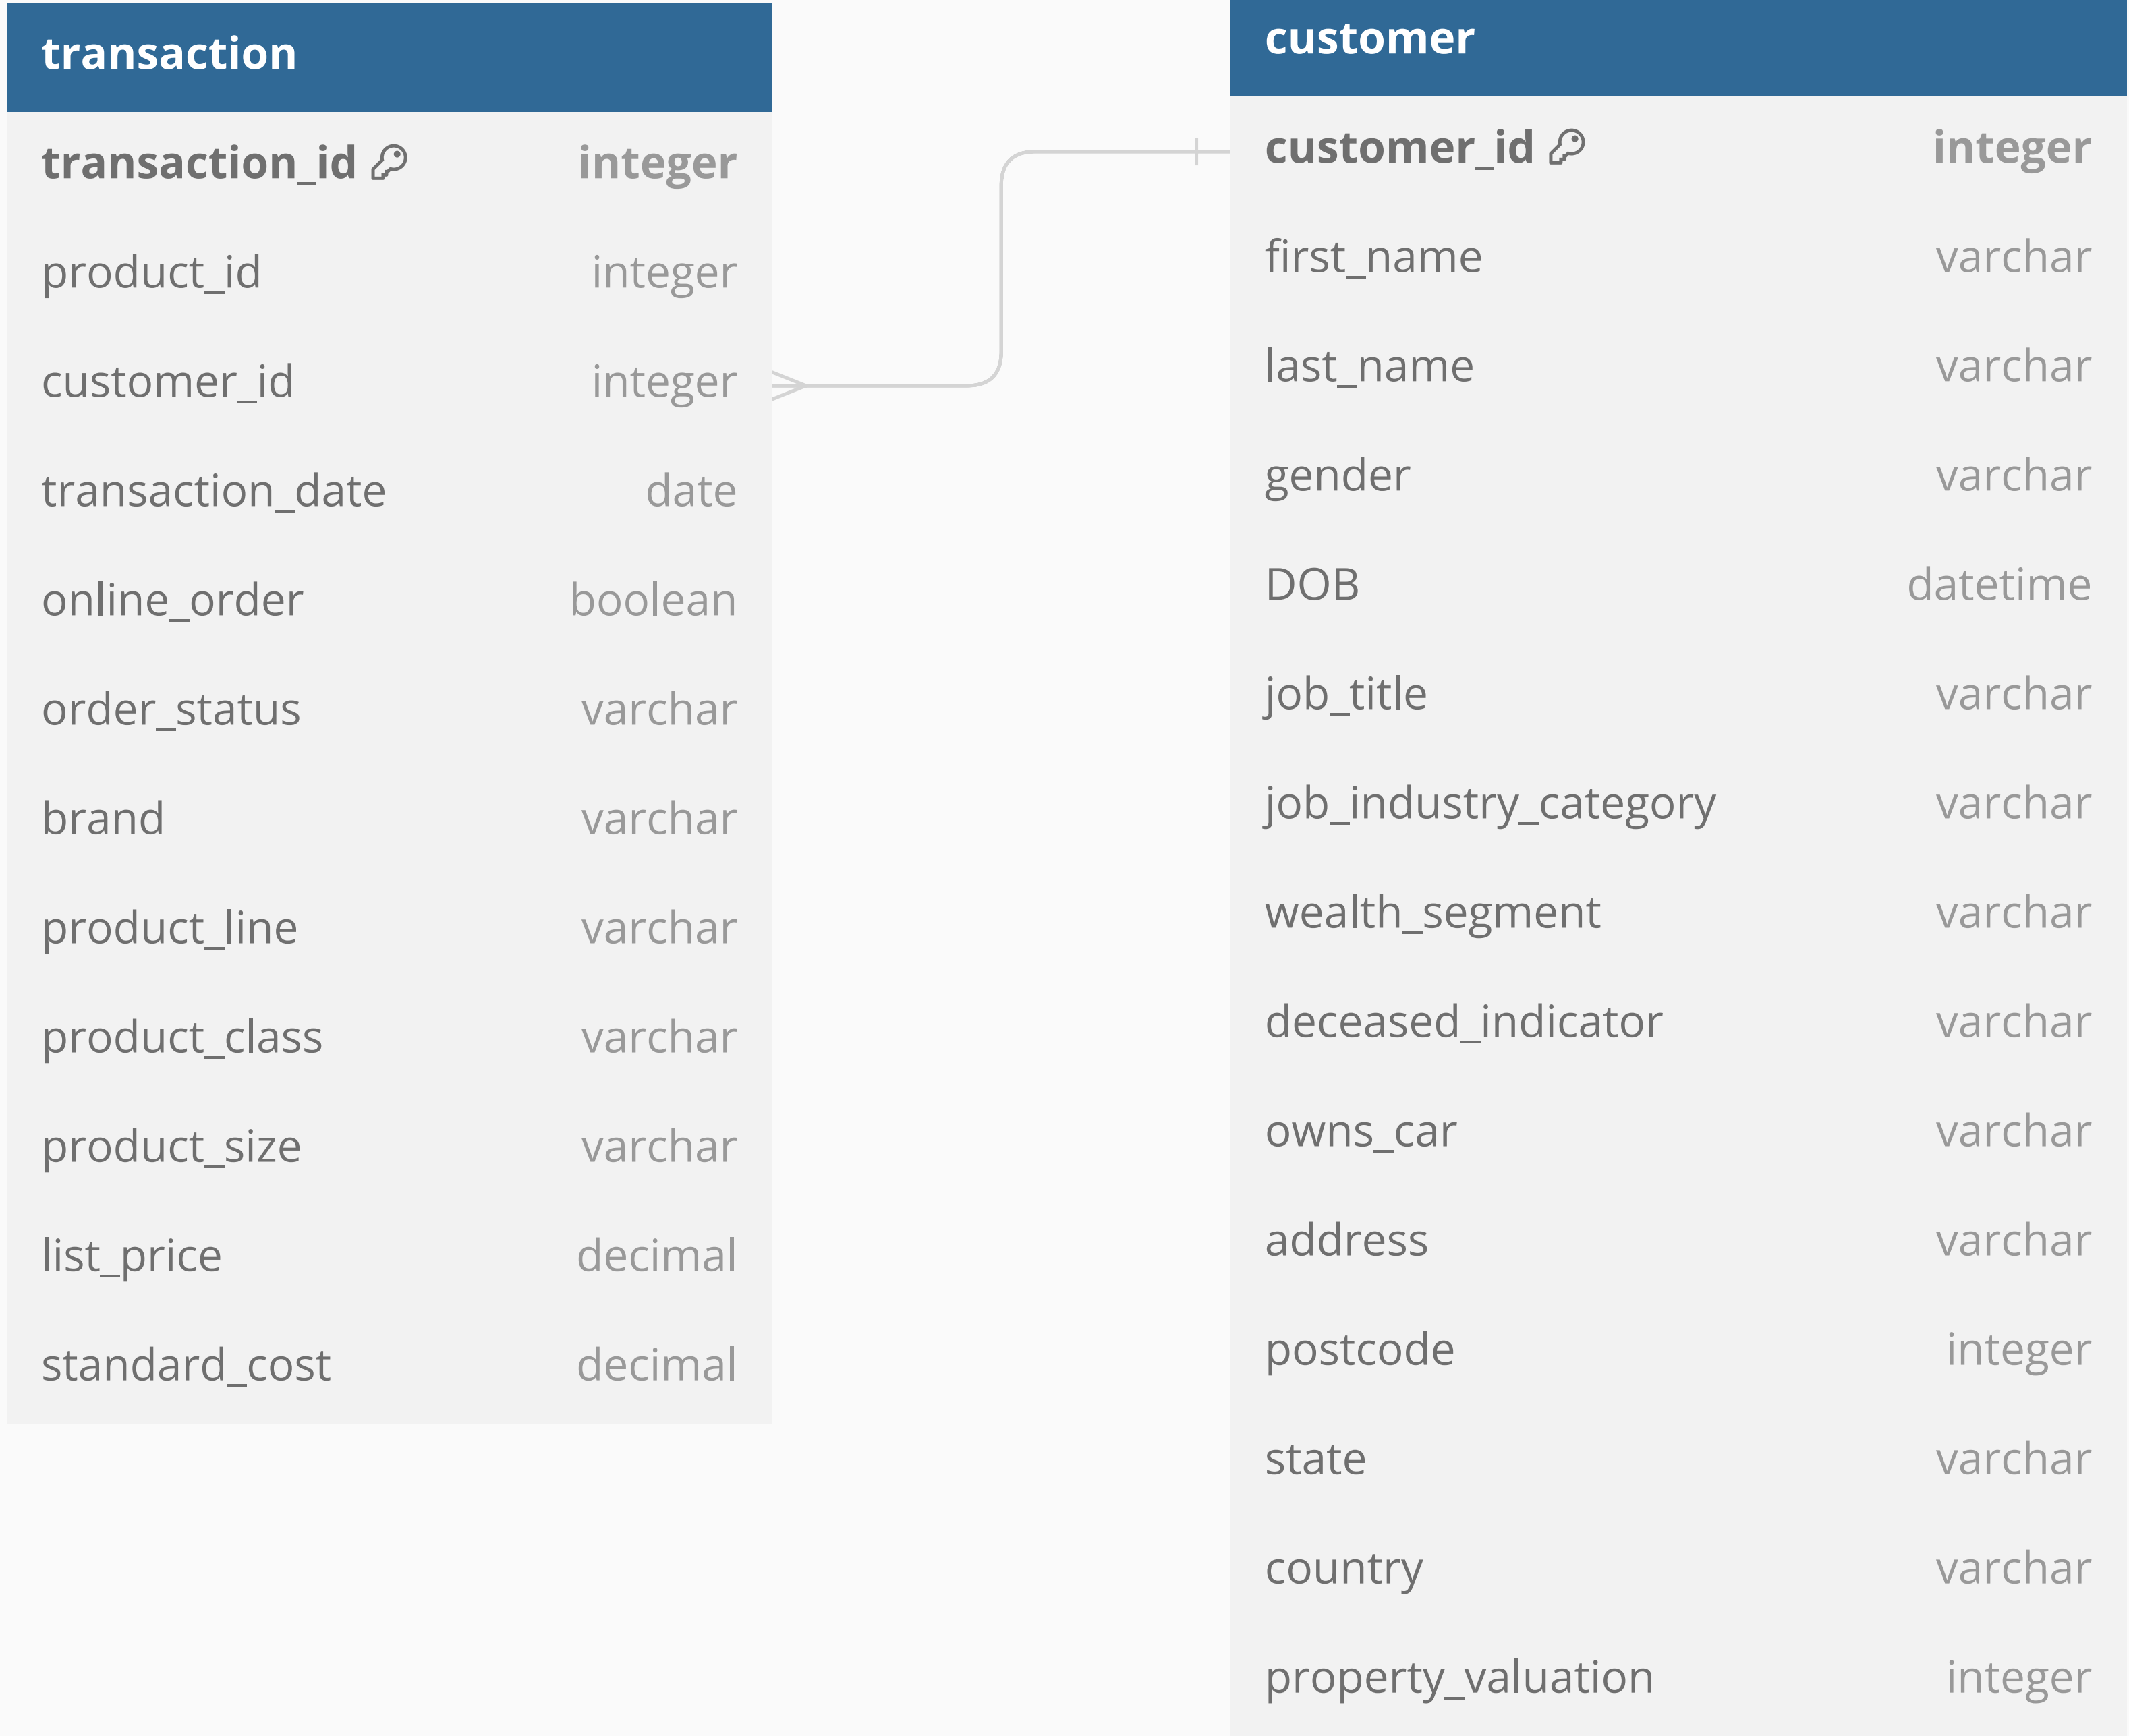 transaction
transaction_id integer
product_id integer
customer_id integer
transaction_date date
online_order boolean
order_status varchar
brand varchar
product_line varchar
product_class varchar
product_size varchar
list_price decimal
standard_cost decimal
customer
customer_id integer
first_name varchar
last_name varchar
gender varchar
DOB datetime
job_title varchar
job_industry_category varchar
wealth_segment varchar
deceased_indicator varchar
owns_car varchar
address varchar
postcode integer
state varchar
country varchar
property_valuation integer